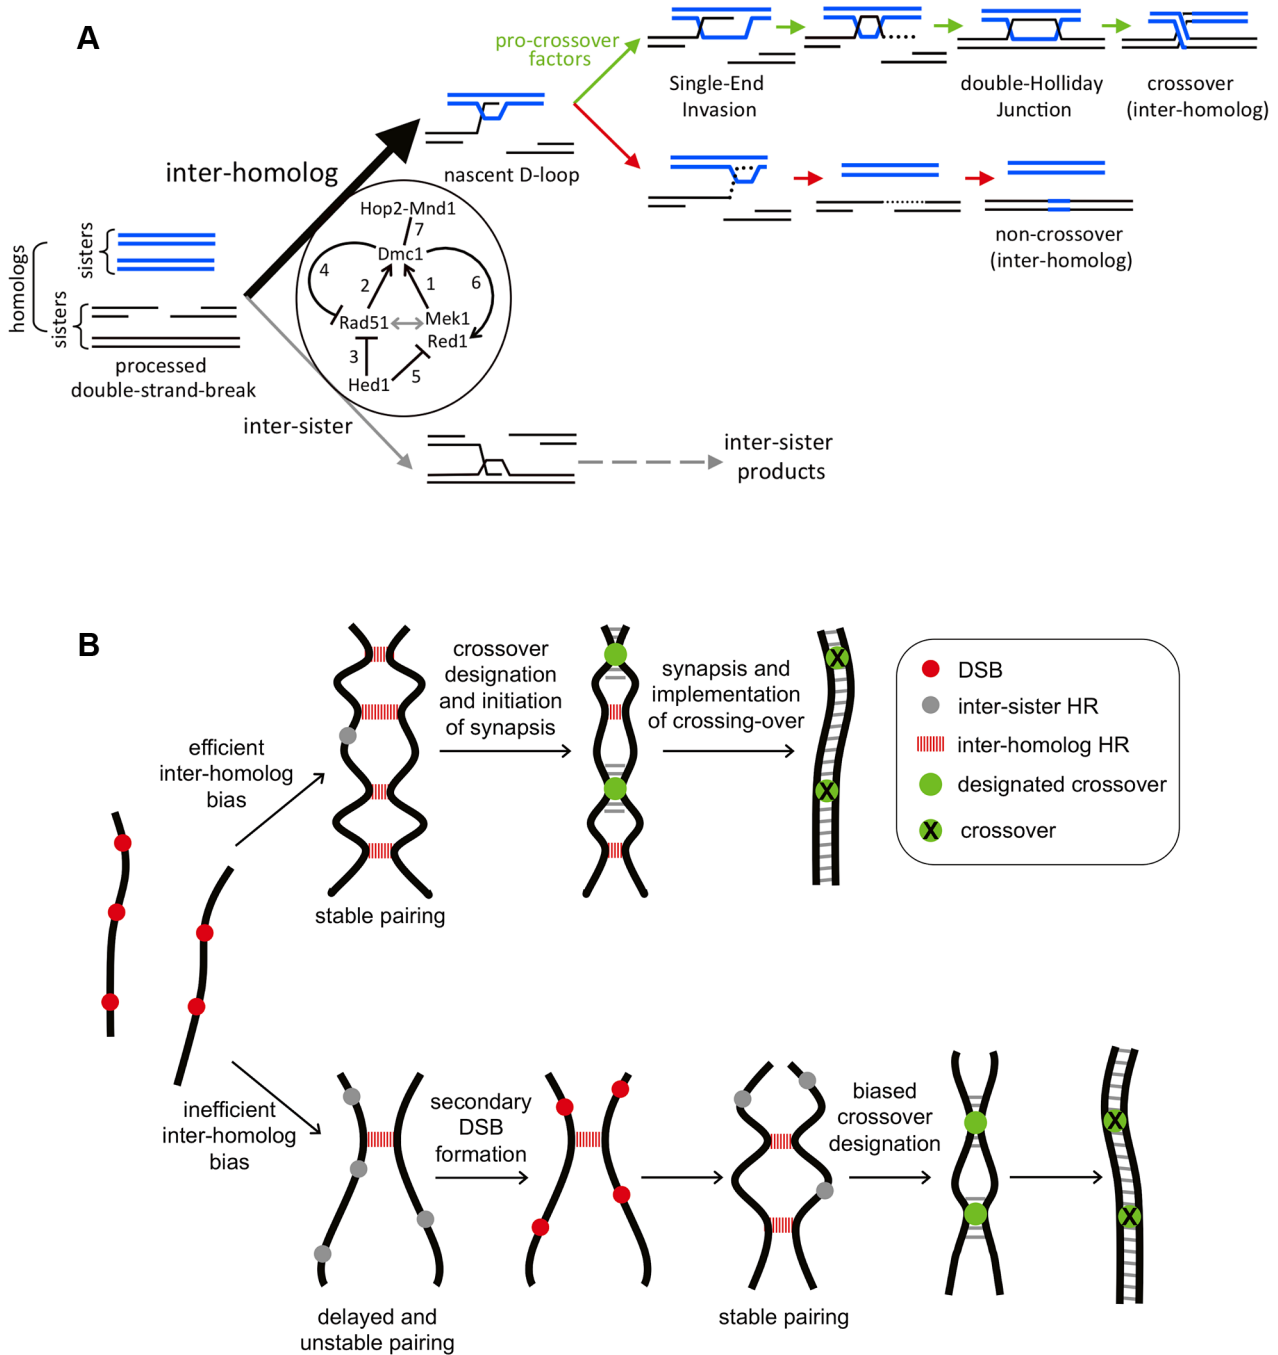 A
pro-crossover
factors
Single-End
Invasion
double-Holliday
Junction
crossover
(inter-homolog)
inter-homolog
nascent D-loop
non-crossover
(inter-homolog)
homologs
sisters
sisters
processed
double-strand-break
Hop2-Mnd1
7
Dmc1
4
2
1
6
Rad51
Mek1
Red1
3
5
Hed1
inter-sister
inter-sister
products
B
efficient
inter-homolog
bias
stable pairing
crossover
designation
and initiation
of synapsis
synapsis and
implementation
of crossing-over
X
X
DSB
inter-sister HR
inter-homolog HR
designated crossover
X
crossover
inefficient
inter-homolog
bias
delayed and
unstable pairing
secondary
DSB
formation
stable pairing
biased
crossover
designation
X
X